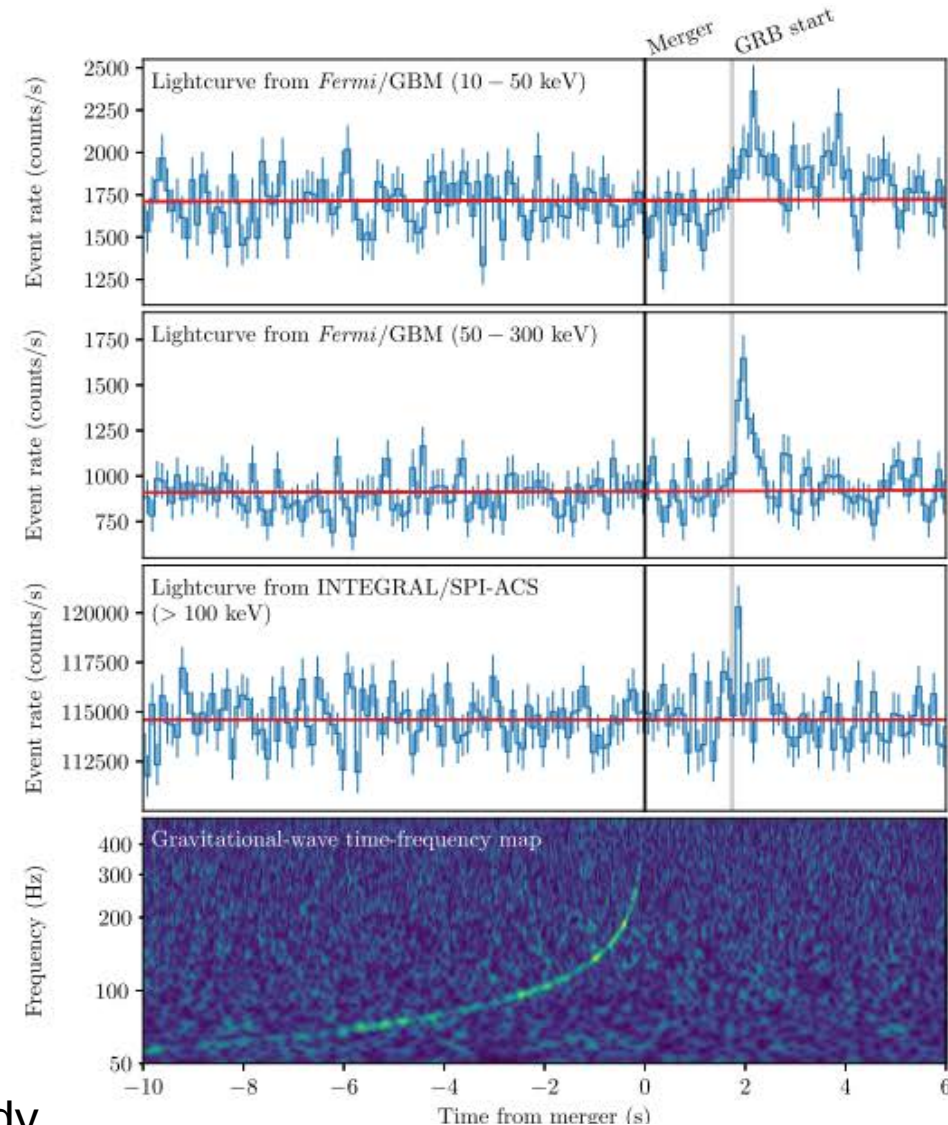 Merger
GRB start
Lightcurve from Fermi/GBM (10 − 50 keV)
Event rate (counts/s)
2500
2250
2000
1750
1500
1250
Lightcurve from Fermi/GBM (50 − 300 keV)
Event rate (counts/s)
1750
1500
1250
1000
750
Lightcurve from INTEGRAL/SPI-ACS
(> 100 keV)
Event rate (counts/s)
120000
117500
115000
112500
Gravitational-wave time-frequency map
Frequency (Hz)
400
300
200
100
50
−10 −8 −6 −4 −2 0 2 4 6
Time from merger (s)